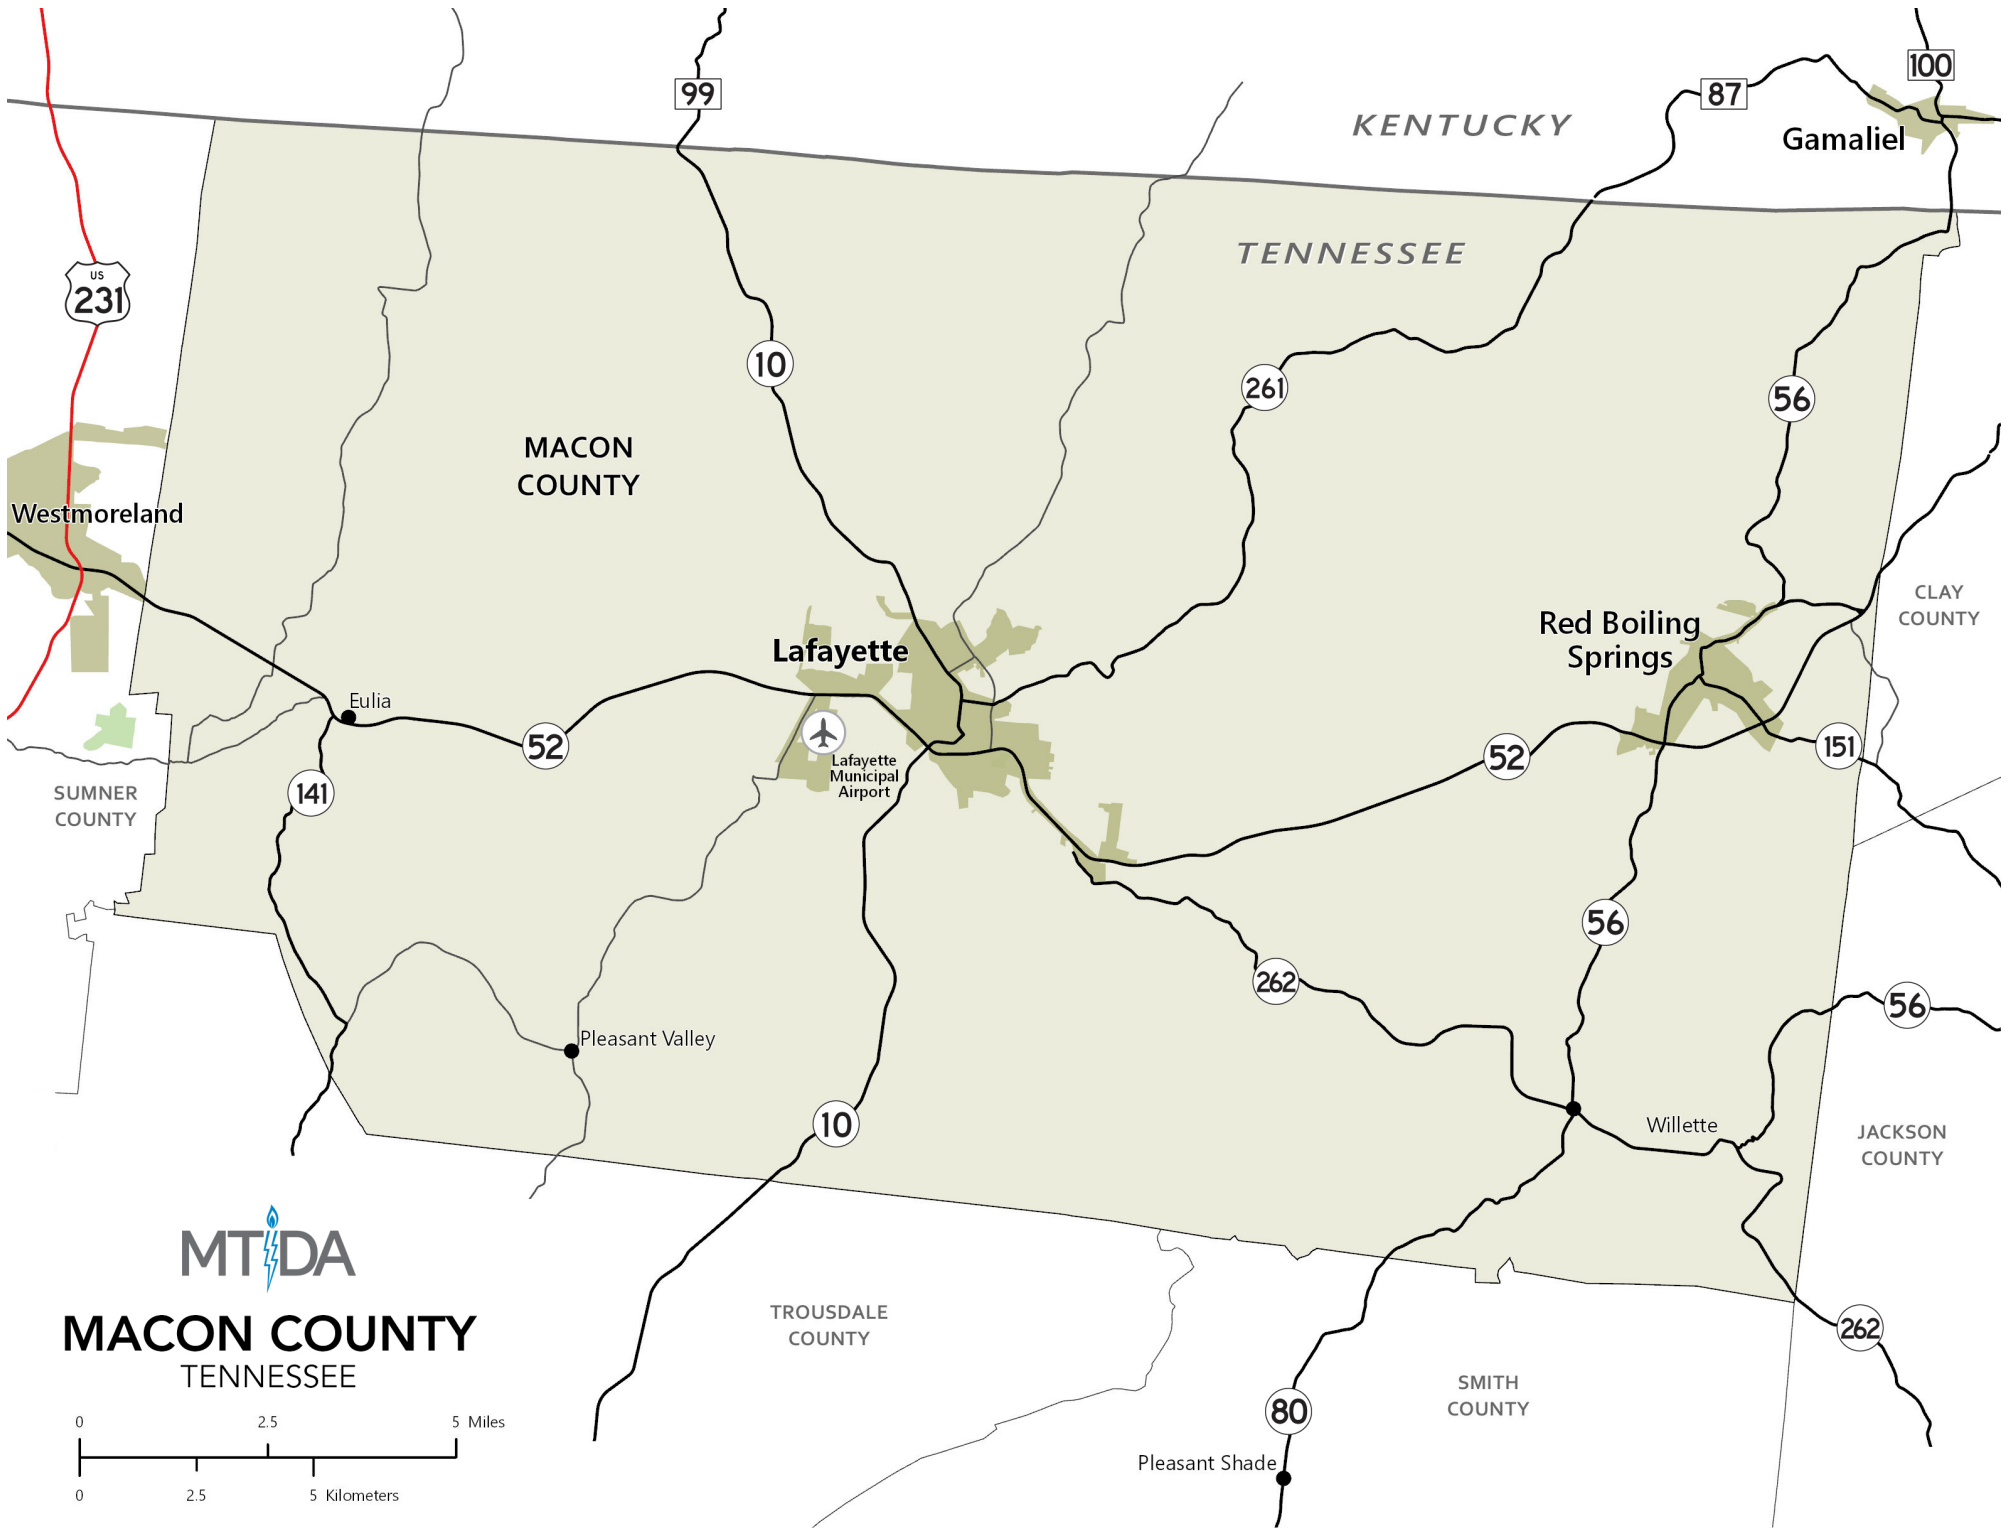 100
99
87
KENTUCKY
Gamaliel
TENNESSEE
US
231
10
261
56
MACON
COUNTY
Westmoreland
CLAY
COUNTY
Red Boiling
Springs
Lafayette
Eulia
52
52
151
Lafayette
Municipal
Airport
SUMNER
COUNTY
141
56
262
56
Pleasant Valley
10
Willette
JACKSON
COUNTY
MTIDA
MACON COUNTY
TENNESSEE
TROUSDALE
COUNTY
262
SMITH
COUNTY
80
Pleasant Shade
0 2.5 5 Miles
0 2.5 5 Kilometers